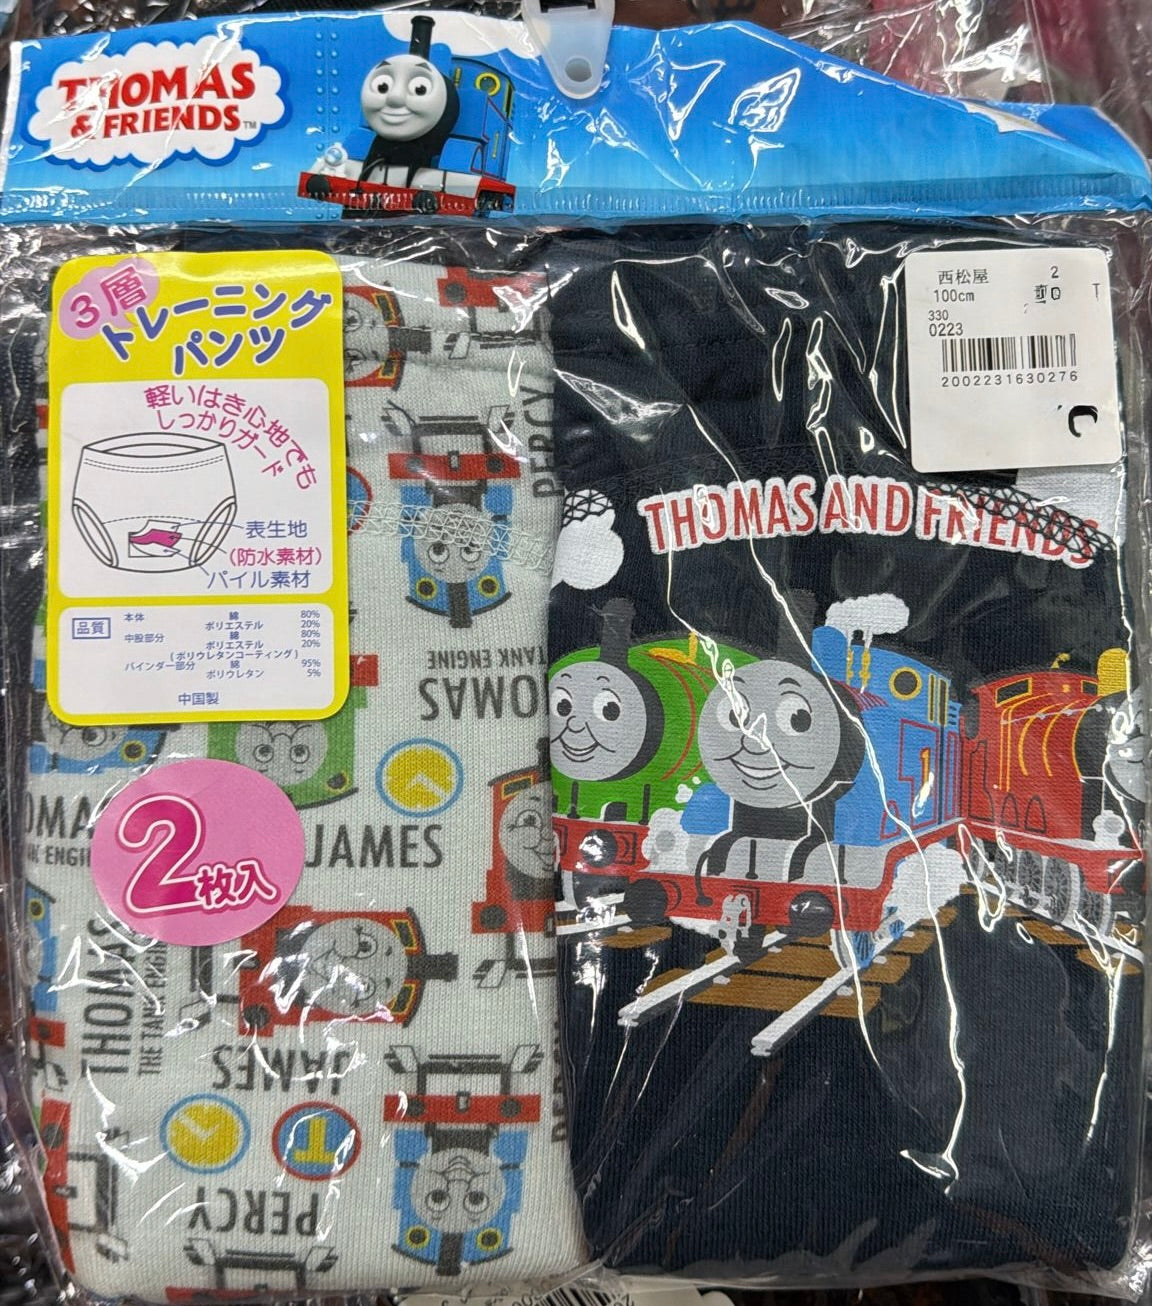 THOMAS
& FRIENDS™
3層
トレーニング
パンツ
軽いはき心地でも
しっかりガード
表生地
(防水素材)
パイル素材
品質
本体 綿 80%
ポリエステル 20%
中股部分 綿 80%
ポリエステル 20%
(ポリウレタンコーティング)
バインダー部分 綿 95%
ポリウレタン 5%
中国製
2枚入
西松屋 2
100cm
330
0223
2002231630276
THOMAS AND FRIENDS
PERCY
TANK ENGINE
THOMAS
JAMES
THOMAS
THE TANK ENGINE
JAMES
PERCY